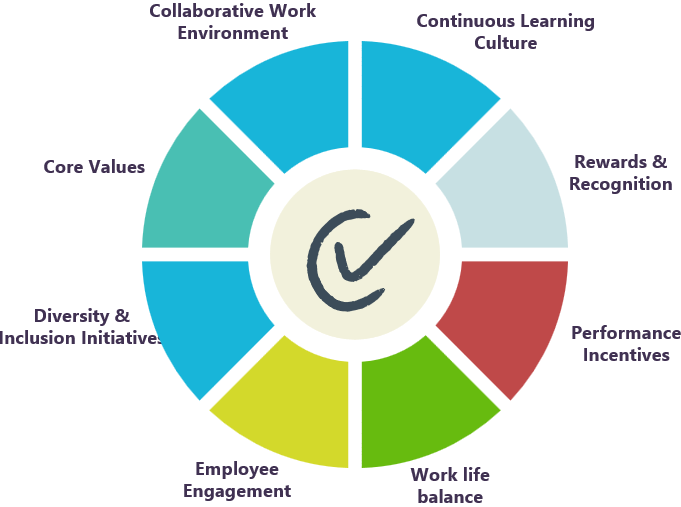 Collaborative Work
Environment
Continuous Learning
Culture
Rewards &
Recognition
Performance
Incentives
Work life
balance
Employee
Engagement
Diversity &
Inclusion Initiatives
Core Values